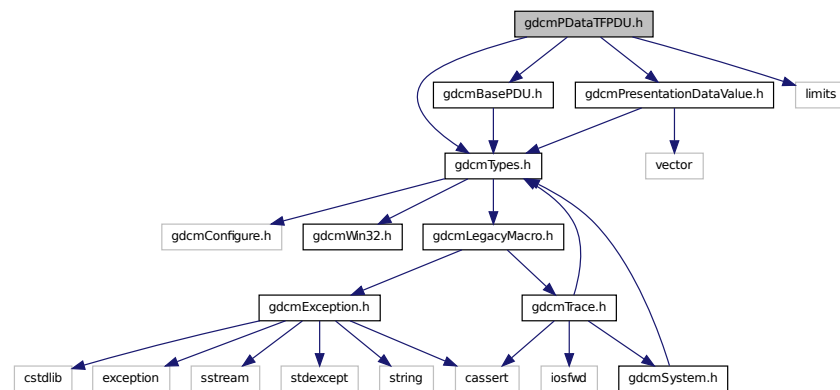 gdcmPDataTFPDU.h
gdcmBasePDU.h
gdcmPresentationDataValue.h
limits
gdcmTypes.h
vector
gdcmConfigure.h
gdcmWin32.h
gdcmLegacyMacro.h
gdcmException.h
gdcmTrace.h
cstdlib
exception
sstream
stdexcept
string
cassert
iosfwd
gdcmSystem.h